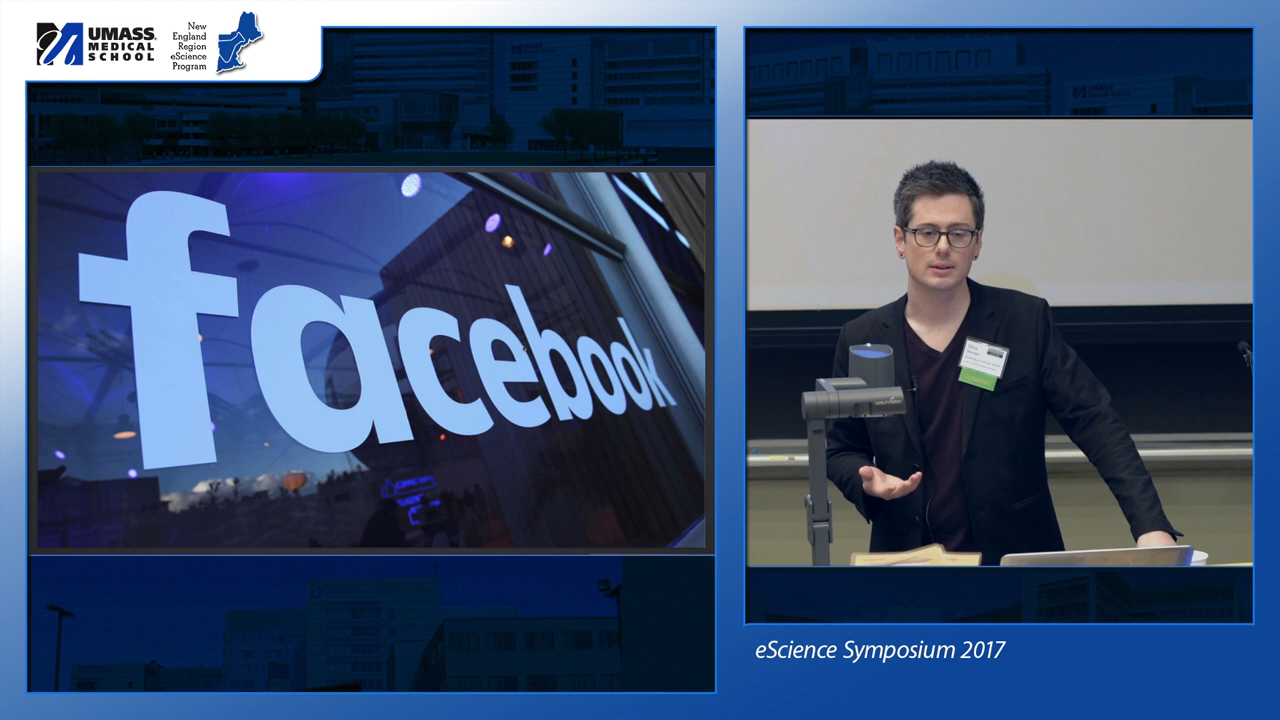 UMASS
MEDICAL
SCHOOL
New
England
Region
eScience
Program
facebook
eScience Symposium 2017